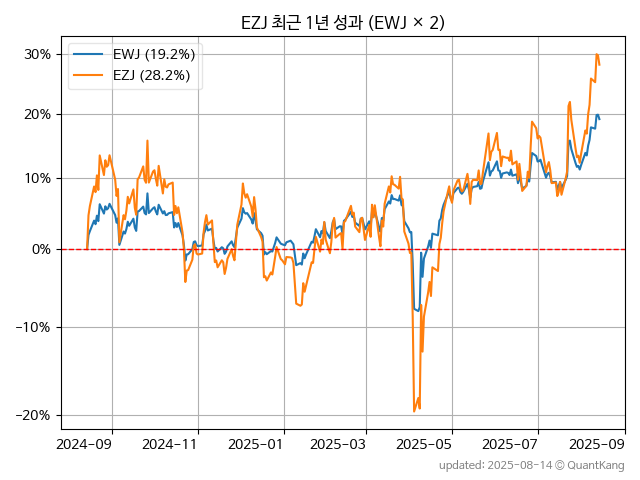 EZJ 최근 1년 성과 (EWJ × 2)
EWJ (19.2%)
EZJ (28.2%)
30%
20%
10%
0%
−10%
−20%
2024-09 2024-11 2025-01 2025-03 2025-05 2025-07 2025-09
updated: 2025-08-14 © QuantKang